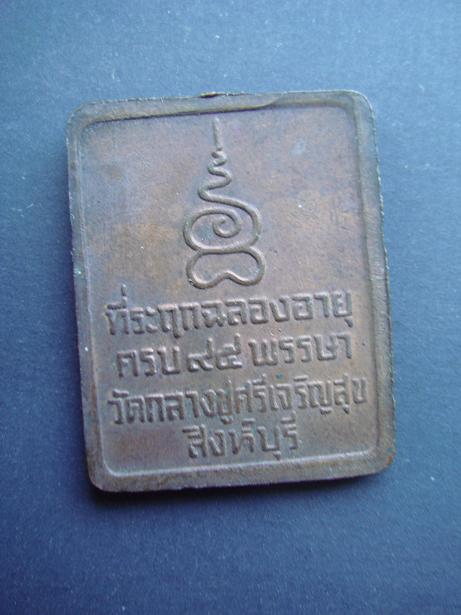 ที่ระฤกฉลองอายุ
ครบ ๙๕ พรรษา
วัดกลางชูศรีเจริญสุข
สิงห์บุรี